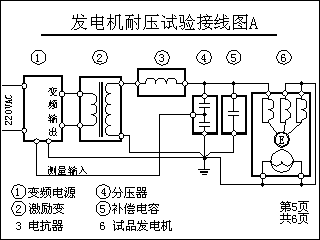 发电机耐压试验接线图A
① ② ③ ④ ⑤ ⑥
220VAC
变频输出
测量输入
E
①变频电源 ④分压器
②激励变 ⑤补偿电容
3 电抗器 6 试品发电机
第5页
共6页